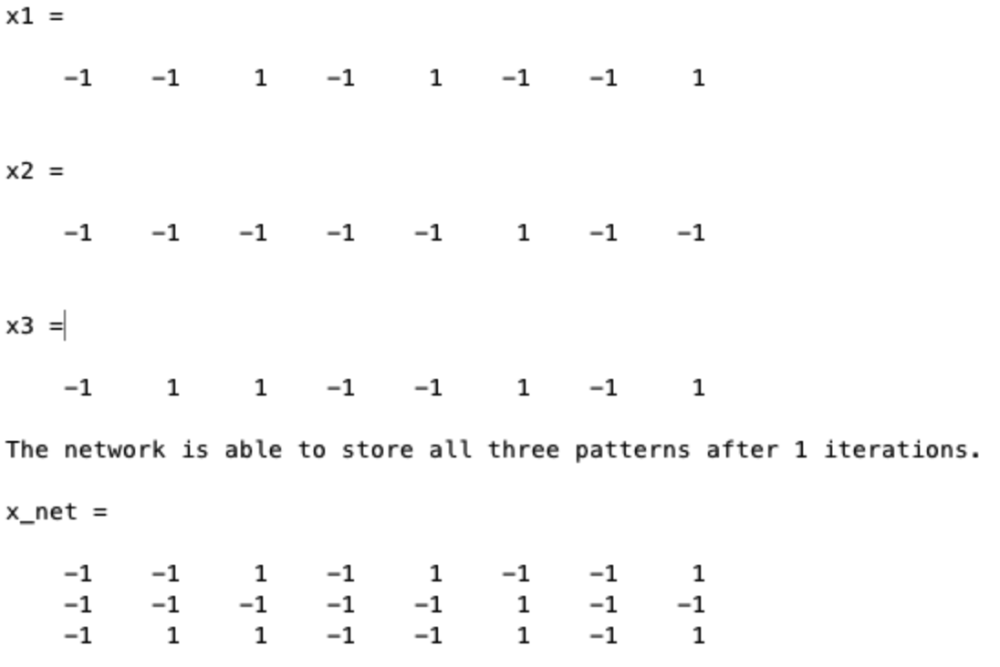 x1 =
-1 -1 1 -1 1 -1 -1 1
x2 =
-1 -1 -1 -1 -1 1 -1 -1
x3 =
-1 1 1 -1 -1 1 -1 1
The network is able to store all three patterns after 1 iterations.
x_net =
-1 -1 1 -1 1 -1 -1 1
-1 -1 -1 -1 -1 1 -1 -1
-1 1 1 -1 -1 1 -1 1